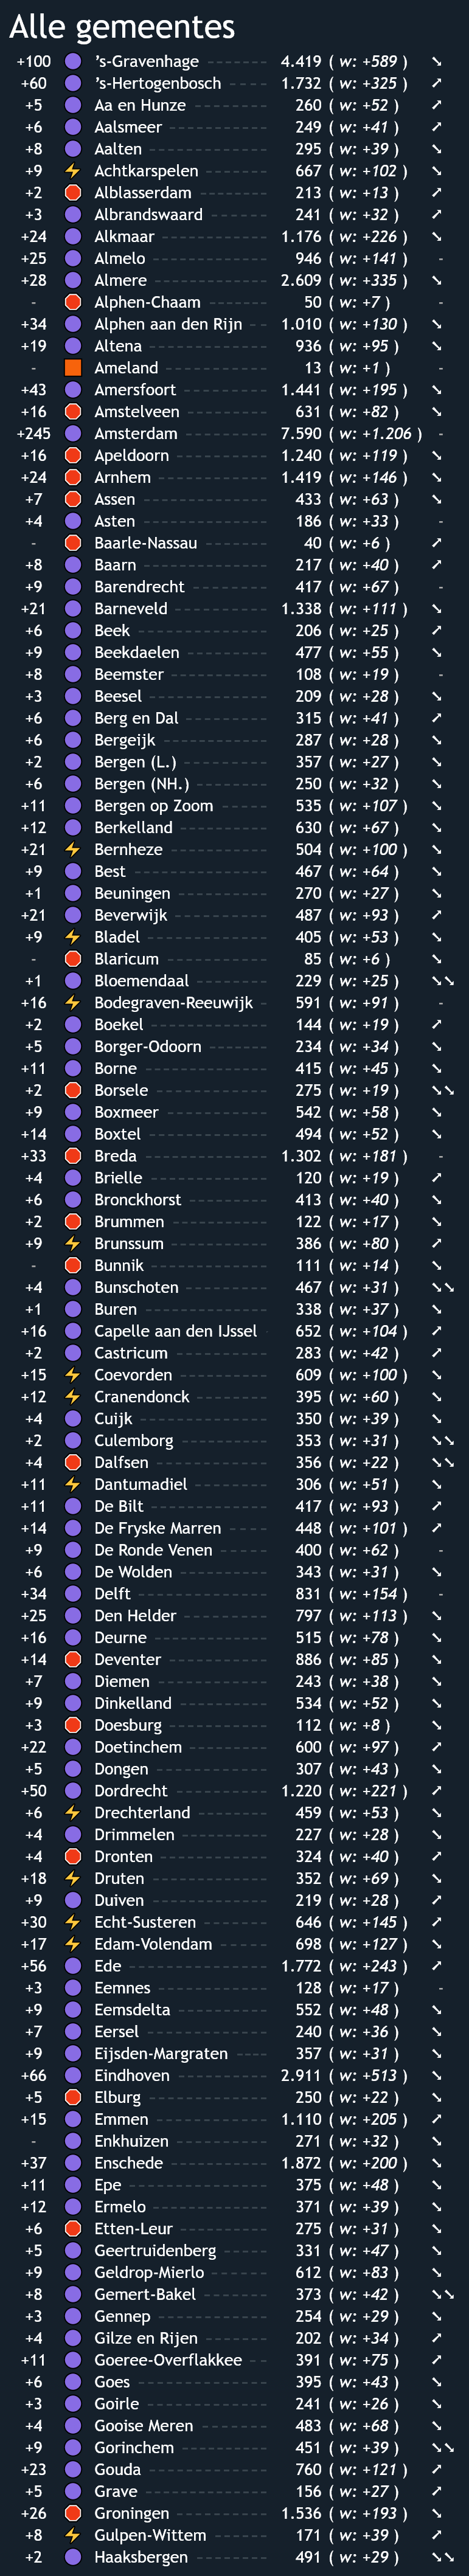 Alle gemeentes
+100 's-Gravenhage 4.419 ( w: +589 )
+60 's-Hertogenbosch 1.732 ( w: +325 )
+5 Aa en Hunze 260 ( w: +52 )
+6 Aalsmeer 249 ( w: +41 )
+8 Aalten 295 ( w: +39 )
+9 Achtkarspelen 667 ( w: +102 )
+2 Alblasserdam 213 ( w: +13 )
+3 Albrandswaard 241 ( w: +32 )
+24 Alkmaar 1.176 ( w: +226 )
+25 Almelo 946 ( w: +141 ) -
+28 Almere 2.609 ( w: +335 )
- Alphen-Chaam 50 ( w: +7 ) -
+34 Alphen aan den Rijn 1.010 ( w: +130 )
+19 Altena 936 ( w: +95 )
- Ameland 13 ( w: +1 ) -
+43 Amersfoort 1.441 ( w: +195 )
+16 Amstelveen 631 ( w: +82 )
+245 Amsterdam 7.590 ( w: +1.206 ) -
+16 Apeldoorn 1.240 ( w: +119 )
+24 Arnhem 1.419 ( w: +146 )
+7 Assen 433 ( w: +63 )
+4 Asten 186 ( w: +33 ) -
- Baarle-Nassau 40 ( w: +6 )
+8 Baarn 217 ( w: +40 )
+9 Barendrecht 417 ( w: +67 ) -
+21 Barneveld 1.338 ( w: +111 )
+6 Beek 206 ( w: +25 )
+9 Beekdaelen 477 ( w: +55 )
+8 Beemster 108 ( w: +19 ) -
+3 Beesel 209 ( w: +28 )
+6 Berg en Dal 315 ( w: +41 )
+6 Bergeijk 287 ( w: +28 )
+2 Bergen (L.) 357 ( w: +27 )
+6 Bergen (NH.) 250 ( w: +32 )
+11 Bergen op Zoom 535 ( w: +107 )
+12 Berkelland 630 ( w: +67 )
+21 Bernheze 504 ( w: +100 )
+9 Best 467 ( w: +64 )
+1 Beuningen 270 ( w: +27 )
+21 Beverwijk 487 ( w: +93 )
+9 Bladel 405 ( w: +53 )
- Blaricum 85 ( w: +6 )
+1 Bloemendaal 229 ( w: +25 )
+16 Bodegraven-Reeuwijk 591 ( w: +91 ) -
+2 Boekel 144 ( w: +19 )
+5 Borger-Odoorn 234 ( w: +34 )
+11 Borne 415 ( w: +45 )
+2 Borsele 275 ( w: +19 )
+9 Boxmeer 542 ( w: +58 )
+14 Boxtel 494 ( w: +52 )
+33 Breda 1.302 ( w: +181 ) -
+4 Brielle 120 ( w: +19 )
+6 Bronckhorst 413 ( w: +40 )
+2 Brummen 122 ( w: +17 )
+9 Brunssum 386 ( w: +80 )
- Bunnik 111 ( w: +14 )
+4 Bunschoten 467 ( w: +31 )
+1 Buren 338 ( w: +37 )
+16 Capelle aan den IJssel 652 ( w: +104 )
+2 Castricum 283 ( w: +42 )
+15 Coevorden 609 ( w: +100 )
+12 Cranendonck 395 ( w: +60 )
+4 Cuijk 350 ( w: +39 )
+2 Culemborg 353 ( w: +31 )
+4 Dalfsen 356 ( w: +22 )
+11 Dantumadiel 306 ( w: +51 )
+11 De Bilt 417 ( w: +93 )
+14 De Fryske Marren 448 ( w: +101 )
+9 De Ronde Venen 400 ( w: +62 ) -
+6 De Wolden 343 ( w: +31 )
+34 Delft 831 ( w: +154 ) -
+25 Den Helder 797 ( w: +113 )
+16 Deurne 515 ( w: +78 )
+14 Deventer 886 ( w: +85 )
+7 Diemen 243 ( w: +38 )
+9 Dinkelland 534 ( w: +52 )
+3 Doesburg 112 ( w: +8 )
+22 Doetinchem 600 ( w: +97 )
+5 Dongen 307 ( w: +43 )
+50 Dordrecht 1.220 ( w: +221 )
+6 Drechterland 459 ( w: +53 )
+4 Drimmelen 227 ( w: +28 )
+4 Dronten 324 ( w: +40 )
+18 Druten 352 ( w: +69 )
+9 Duiven 219 ( w: +28 )
+30 Echt-Susteren 646 ( w: +145 )
+17 Edam-Volendam 698 ( w: +127 )
+56 Ede 1.772 ( w: +243 )
+3 Eemnes 128 ( w: +17 ) -
+9 Eemsdelta 552 ( w: +48 )
+7 Eersel 240 ( w: +36 )
+9 Eijsden-Margraten 357 ( w: +31 )
+66 Eindhoven 2.911 ( w: +513 )
+5 Elburg 250 ( w: +22 )
+15 Emmen 1.110 ( w: +205 )
- Enkhuizen 271 ( w: +32 )
+37 Enschede 1.872 ( w: +200 )
+11 Epe 375 ( w: +48 )
+12 Ermelo 371 ( w: +39 )
+6 Etten-Leur 275 ( w: +31 )
+5 Geertruidenberg 331 ( w: +47 )
+9 Geldrop-Mierlo 612 ( w: +83 )
+8 Gemert-Bakel 373 ( w: +42 )
+3 Gennep 254 ( w: +29 )
+4 Gilze en Rijen 202 ( w: +34 )
+11 Goeree-Overflakkee 391 ( w: +75 )
+6 Goes 395 ( w: +43 )
+3 Goirle 241 ( w: +26 )
+4 Gooise Meren 483 ( w: +68 )
+9 Gorinchem 451 ( w: +39 )
+23 Gouda 760 ( w: +121 )
+5 Grave 156 ( w: +27 )
+26 Groningen 1.536 ( w: +193 )
+8 Gulpen-Wittem 171 ( w: +39 )
+2 Haaksbergen 491 ( w: +29 )